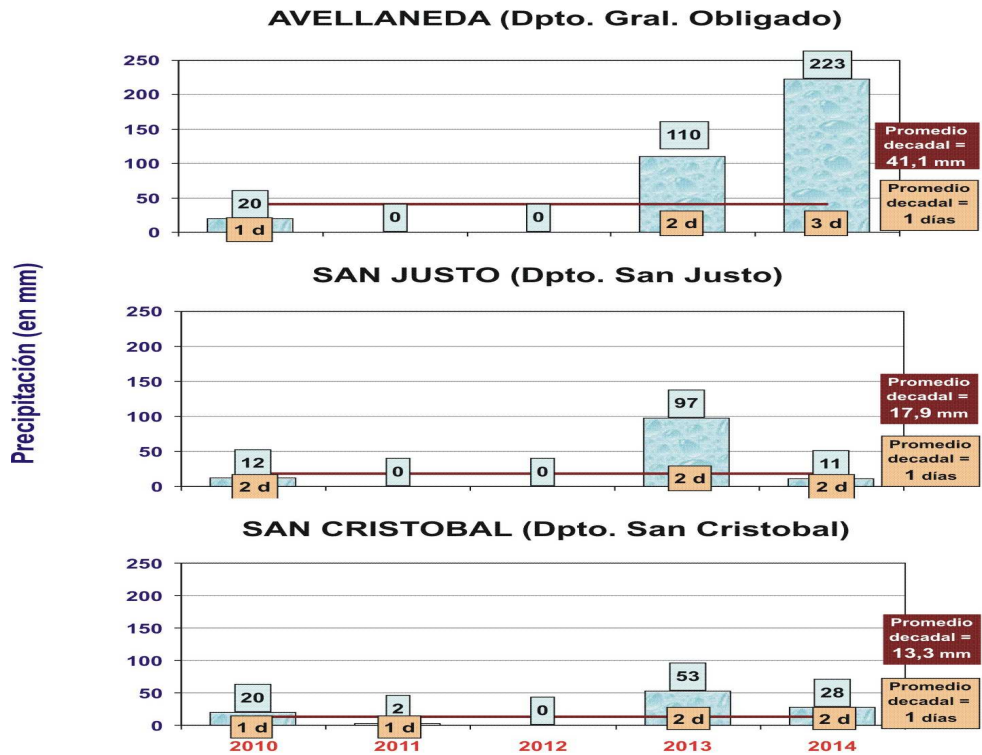 AVELLANEDA (Dpto. Gral. Obligado)
250
200
150
100
50
0
20
0
0
110
223
1 d
2 d
3 d
Promedio
decadal =
41,1 mm
Promedio
decadal =
1 días
Precipitación (en mm)
SAN JUSTO (Dpto. San Justo)
250
200
150
100
50
0
12
0
0
97
11
2 d
2 d
2 d
Promedio
decadal =
17,9 mm
Promedio
decadal =
1 días
SAN CRISTOBAL (Dpto. San Cristobal)
250
200
150
100
50
0
20
2
0
53
28
1 d
1 d
2 d
2 d
Promedio
decadal =
13,3 mm
Promedio
decadal =
1 días
2010
2011
2012
2013
2014